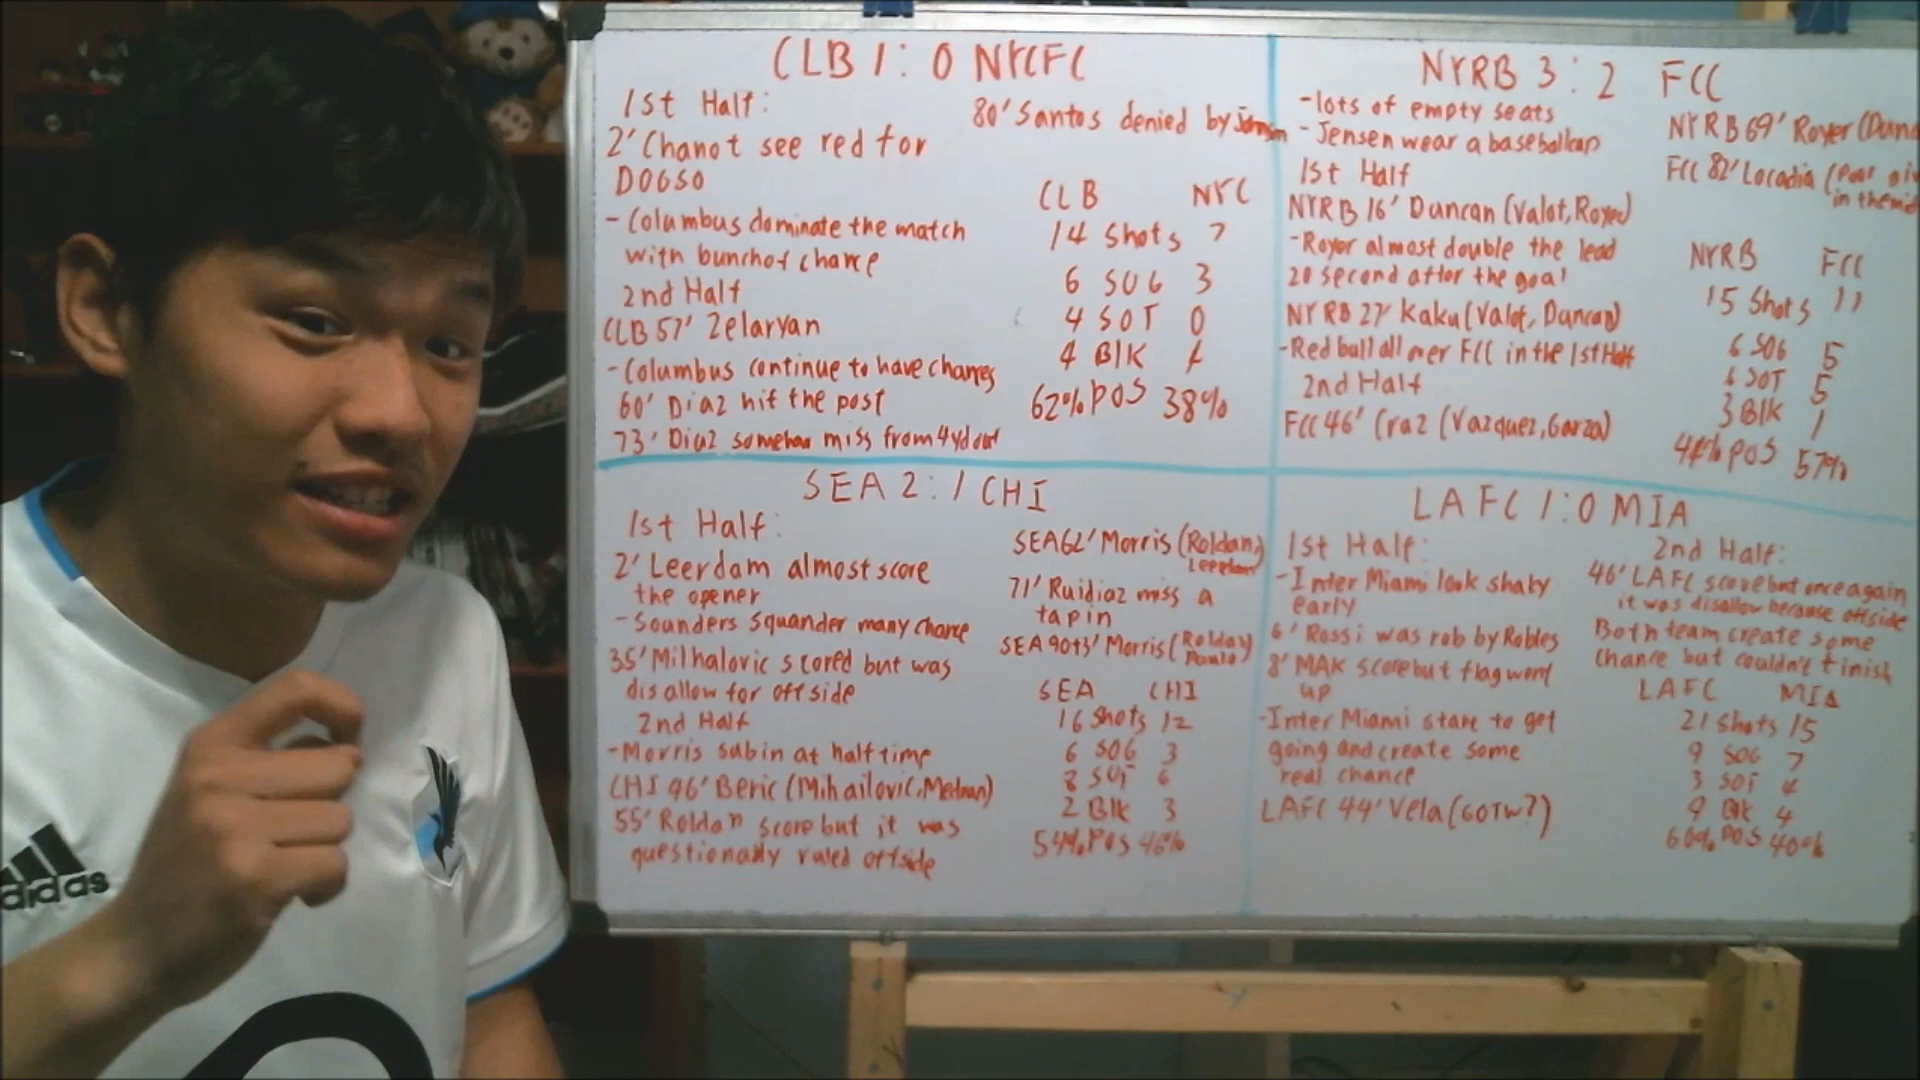 CLB 1:0 NYCFC
1st Half:
2' Chanot see red for
DOGSO
- Columbus dominate the match
with bunch of chance
2nd Half
CLB 57' Zelaryan
- Columbus continue to have chances
60' Diaz hit the post
73' Diaz somehow miss from 4yd out
80' Santos denied by
CLB NYC
14 Shots 7
6 SOG 3
4 SOT 0
4 Blk 4
62% POS 38%
NYRB 3:2 FCC
- lots of empty seats
- Jensen wear a baseball cap
1st Half
NYRB 16' Duncan (Valot, Royer)
- Royer almost double the lead
20 second after the goal
NYRB 27' Kaku (Valot, Duncan)
- Red bull all over FCC in the 1st Half
2nd Half
FCC 46' Cruz (Vazquez, Garza)
NYRB 69' Royer (Dunc
FCC 82' Locadia (
in the mi
NYRB FCC
15 Shots 11
6 SOG 5
6 SOT 5
3 Blk 1
44% POS 57%
SEA 2:1 CHI
1st Half:
2' Leerdam almost score
the opener
- Sounders squander many chance
35' Milhalovic scored but was
disallow for offside
2nd Half
- Morris sub in at half time
CHI 46' Beric (Mihailovic, Medran)
55' Roldan score but it was
questionably ruled offside
SEA 62' Morris (Roldan,
Leerdam)
71' Ruidiaz miss a
tap in
SEA 90+3' Morris (Roldan,
Paulo)
SEA CHI
16 Shots 12
6 SOG 3
8 SOT 6
2 Blk 3
54% POS 46%
LAFC 1:0 MIA
1st Half:
- Inter Miami look shaky
early
6' Rossi was rob by Robles
8' MAK score but flag went
up
- Inter Miami start to get
going and create some
real chance
LAFC 44' Vela (GOTW?)
2nd Half:
46' LAFC score but once again
it was disallow because offside
Both team create some
chance but couldn't finish
LAFC MIA
21 Shots 15
9 SOG 7
3 SOT 4
9 Blk 4
60% POS 40%
adidas